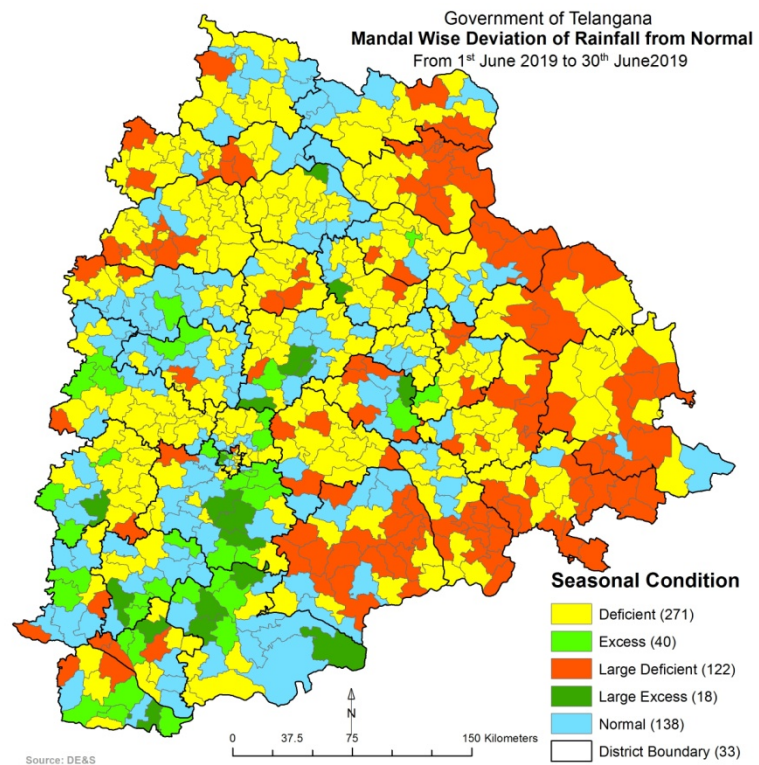 Government of Telangana
Mandal Wise Deviation of Rainfall from Normal
From 1st June 2019 to 30th June2019
Seasonal Condition
Deficient (271)
Excess (40)
Large Deficient (122)
Large Excess (18)
Normal (138)
District Boundary (33)
N
0 37.5 75 150 Kilometers
Source: DE&S